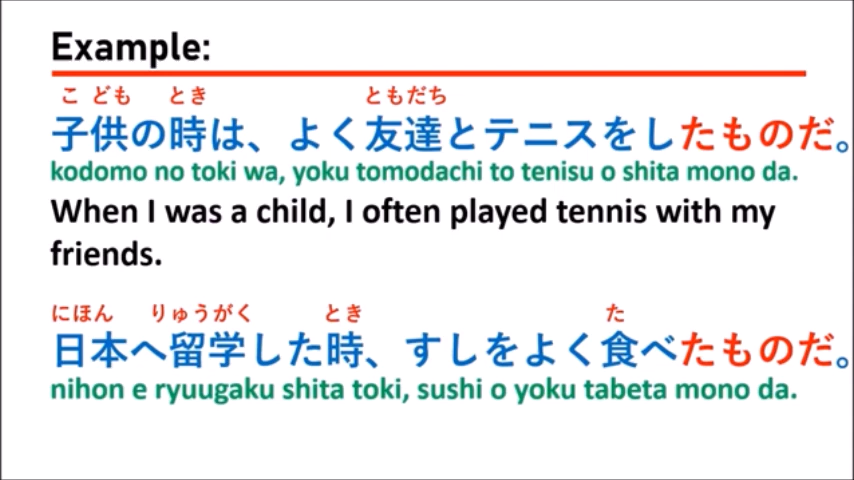 Example:
こ ども とき ともだち
子供の時は、よく友達とテニスをしたものだ。
kodomo no toki wa, yoku tomodachi to tenisu o shita mono da.
When I was a child, I often played tennis with my
friends.
にほん りゅうがく とき た
日本へ留学した時、すしをよく食べたものだ。
nihon e ryuugaku shita toki, sushi o yoku tabeta mono da.